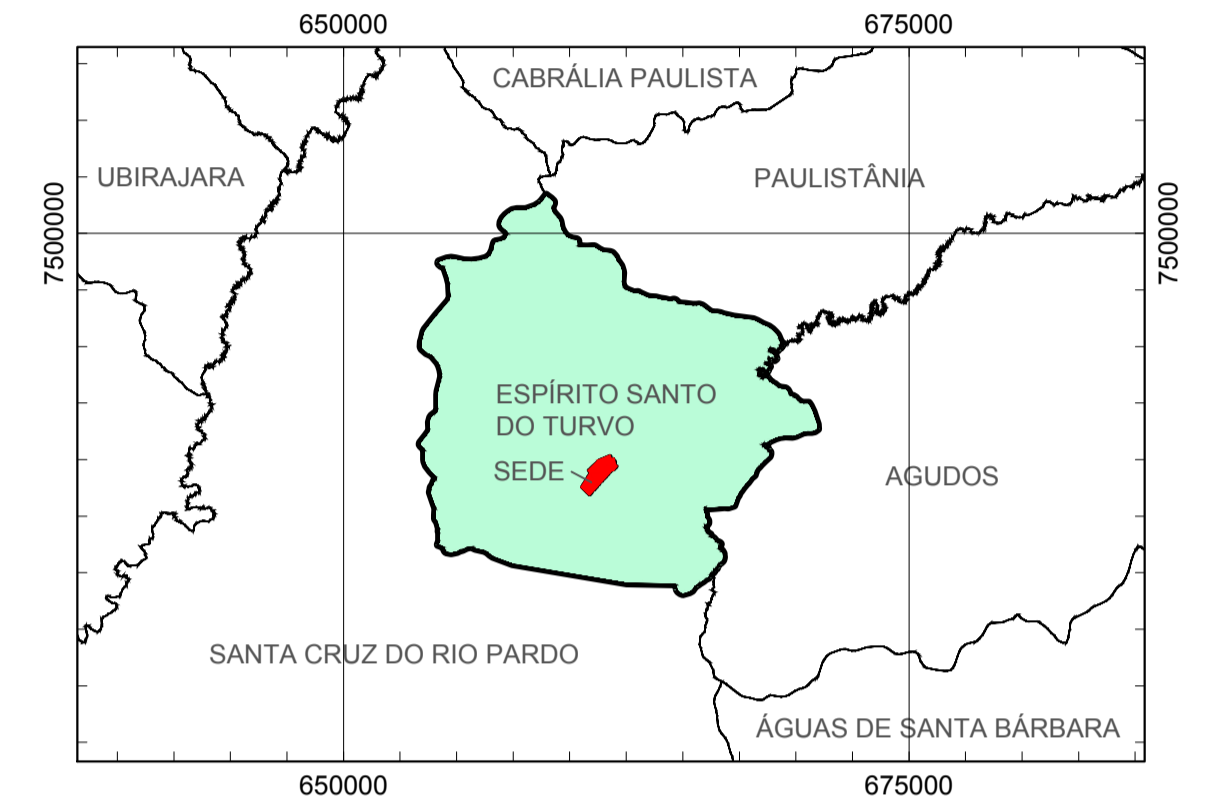 650000
675000
CABRÁLIA PAULISTA
UBIRAJARA
PAULISTÂNIA
7500000
7500000
ESPÍRITO SANTO
DO TURVO
SEDE
AGUDOS
SANTA CRUZ DO RIO PARDO
ÁGUAS DE SANTA BÁRBARA
650000
675000